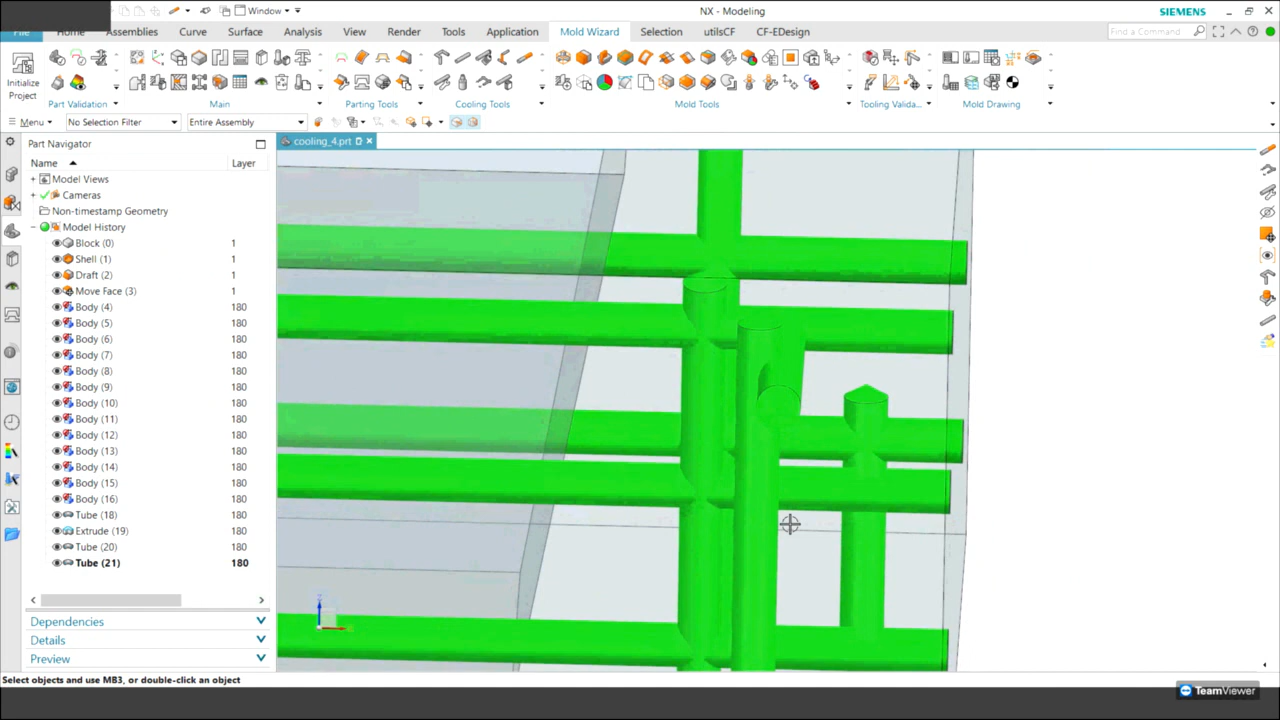 Window
NX - Modeling
SIEMENS
File Home Assemblies Curve Surface Analysis View Render Tools Application Mold Wizard Selection utilsCF CF-EDesign
Find a Command
Initialize
Project
Part Validation Main Parting Tools Cooling Tools Mold Tools Tooling Valida... Mold Drawing
Menu No Selection Filter Entire Assembly
Part Navigator
cooling_4.prt
Name Layer
Model Views
Cameras
Non-timestamp Geometry
Model History
Block (0) 1
Shell (1) 1
Draft (2) 1
Move Face (3) 1
Body (4) 180
Body (5) 180
Body (6) 180
Body (7) 180
Body (8) 180
Body (9) 180
Body (10) 180
Body (11) 180
Body (12) 180
Body (13) 180
Body (14) 180
Body (15) 180
Body (16) 180
Tube (18) 180
Extrude (19) 180
Tube (20) 180
Tube (21) 180
Dependencies
Details
Preview
Select objects and use MB3, or double-click an object
TeamViewer